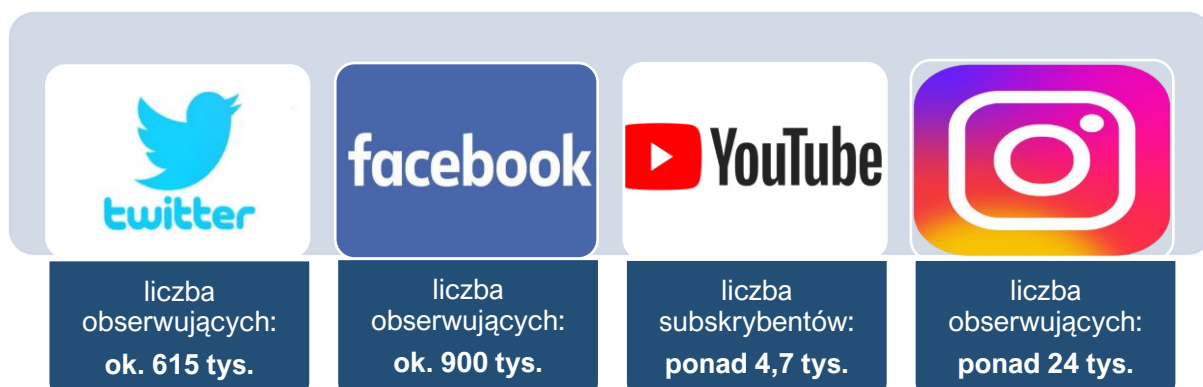 twitter
facebook
YouTube
liczba
obserwujących:
ok. 615 tys.
liczba
obserwujących:
ok. 900 tys.
liczba
subskrybentów:
ponad 4,7 tys.
liczba
obserwujących:
ponad 24 tys.